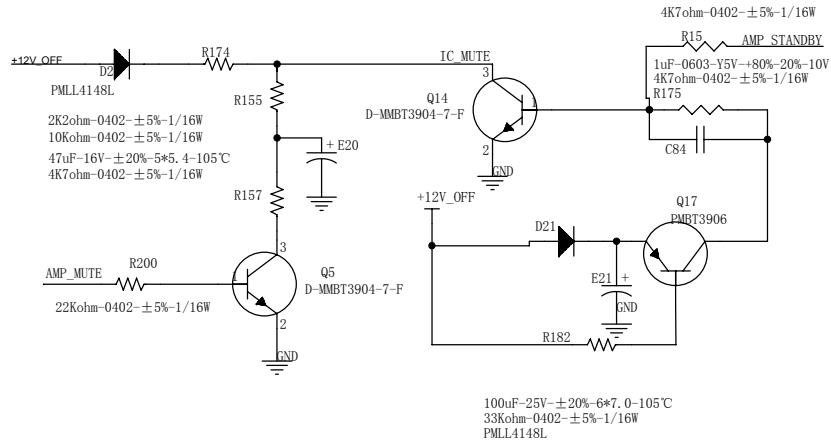 4K7ohm-0402-±5%-1/16W
R15
AMP_STANDBY
+12V_OFF
R174
IC_MUTE
1uF-0603-Y5V-+80%-20%-10V
4K7ohm-0402-±5%-1/16W
R175
D2
PMLL4148L
R155
3
Q14
D-MMBT3904-7-F
1
2
GND
C84
2K2ohm-0402-±5%-1/16W
10Kohm-0402-±5%-1/16W
47uF-16V-±20%-5*5.4-105℃
4K7ohm-0402-±5%-1/16W
+ E20
R157
+12V_OFF
Q17
PMBT3906
D21
E21 +
GND
R182
AMP_MUTE
R200
22Kohm-0402-±5%-1/16W
3
1
Q5
D-MMBT3904-7-F
2
GND
100uF-25V-±20%-6*7.0-105℃
33Kohm-0402-±5%-1/16W
PMLL4148L